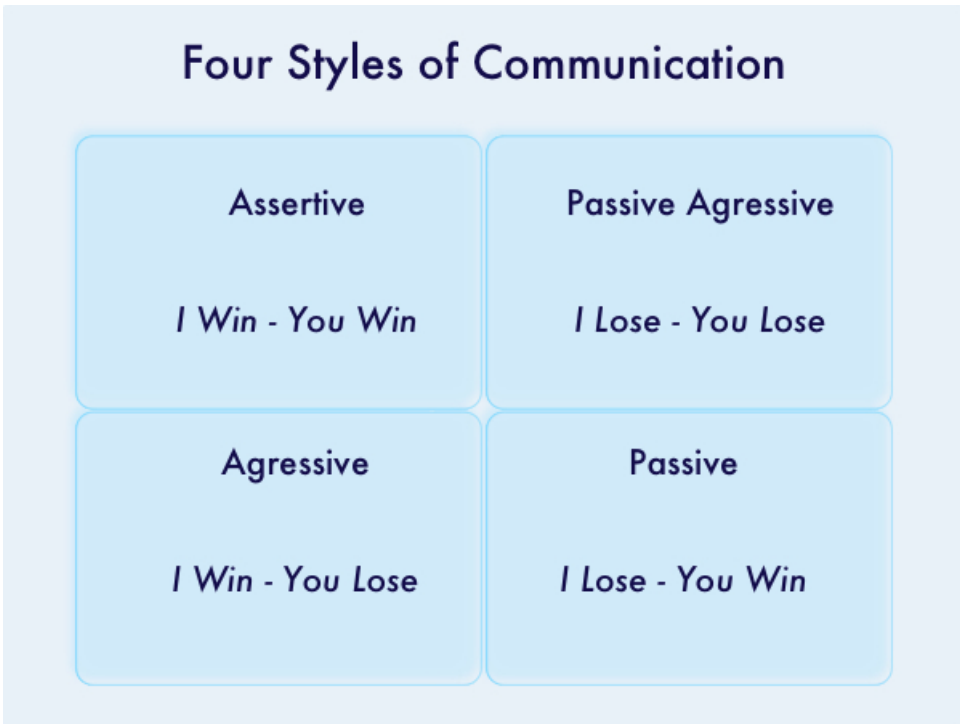 Four Styles of Communication
Assertive
I Win - You Win
Passive Agressive
I Lose - You Lose
Agressive
I Win - You Lose
Passive
I Lose - You Win